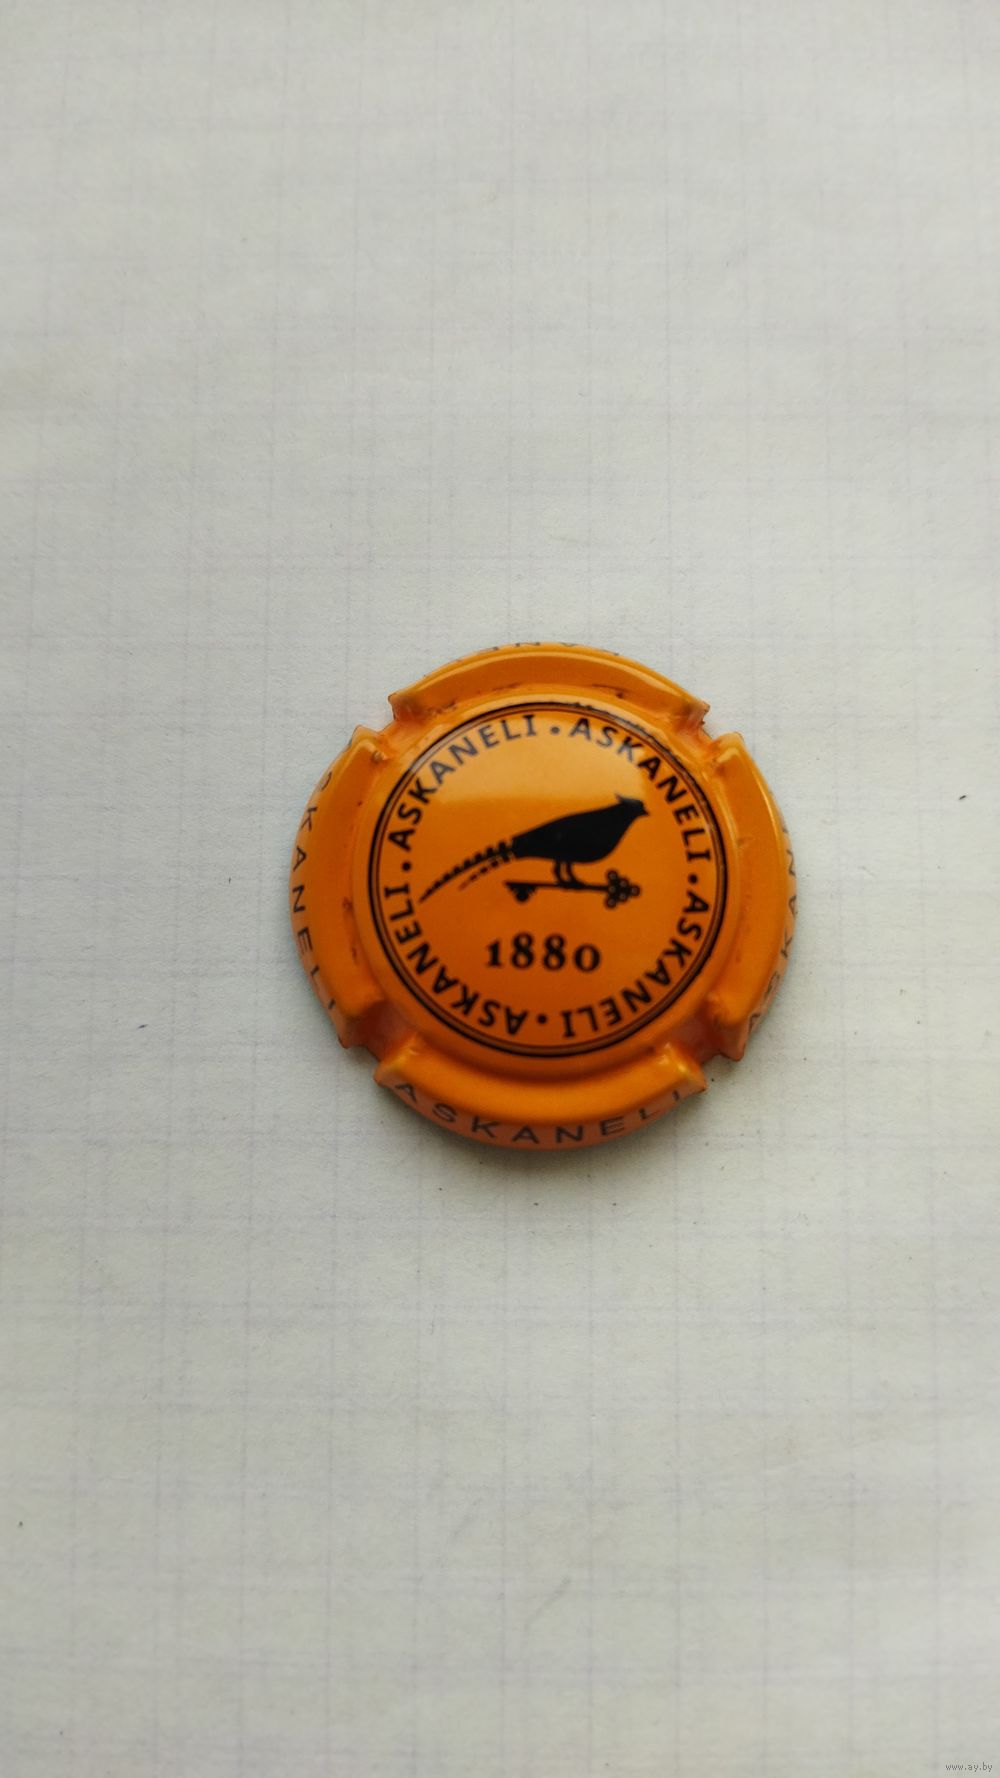 ASKANELI • ASKANELI • ASKANELI • ASKANELI •
1880
ASKANELI
www.ay.by